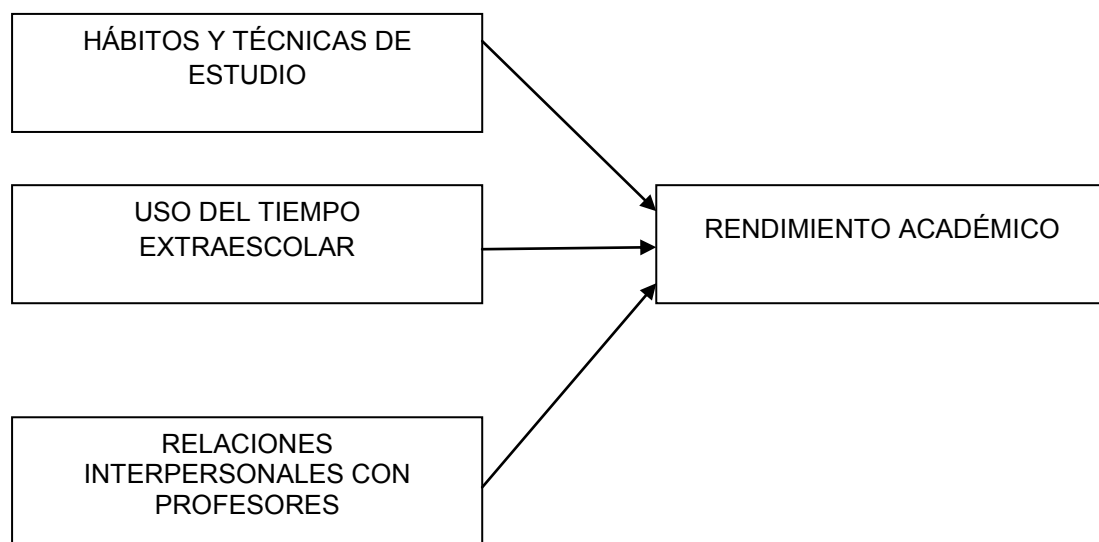 HÁBITOS Y TÉCNICAS DE
ESTUDIO
USO DEL TIEMPO
EXTRAESCOLAR
RENDIMIENTO ACADÉMICO
RELACIONES
INTERPERSONALES CON
PROFESORES